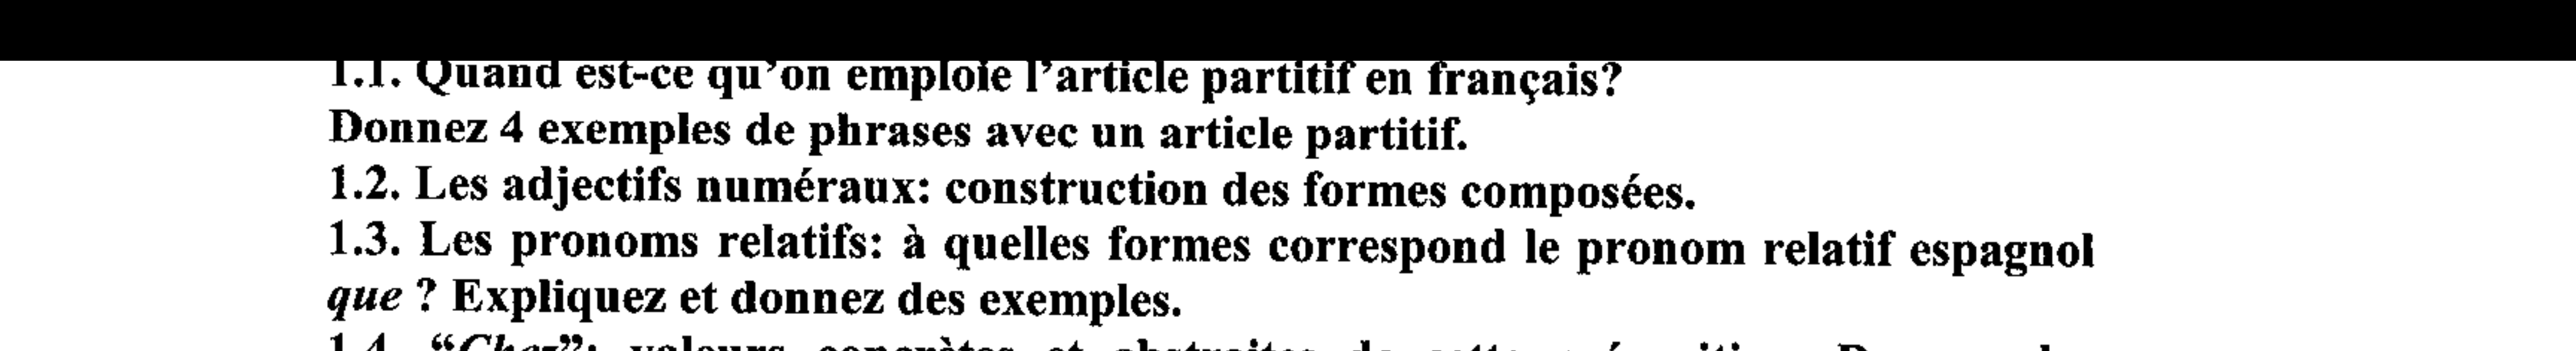 1.1. Quand est-ce qu'on emploie l'article partitif en français?
Donnez 4 exemples de phrases avec un article partitif.
1.2. Les adjectifs numéraux: construction des formes composées.
1.3. Les pronoms relatifs: à quelles formes correspond le pronom relatif espagnol
que ? Expliquez et donnez des exemples.
1.4. “Chez”: valeurs concrètes et abstraites de cette